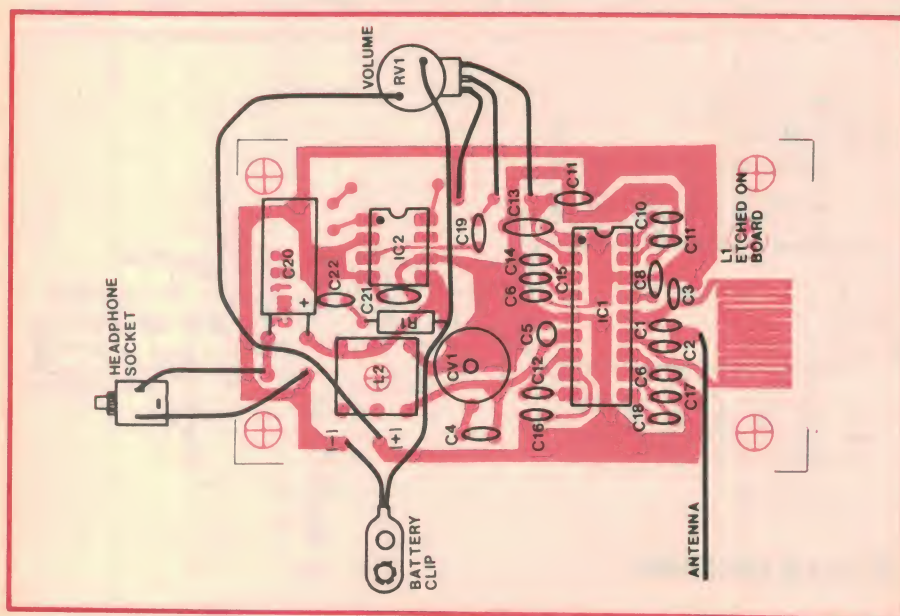 HEADPHONE
SOCKET
-
VOLUME
RV1
BATTERY
CLIP
(-)
(+)
L2
+
C20
C22
C21
IC2
C19
CV1
C4
C5
C6
C14
C13
C15
C11
C12
C16
IC1
C18
C17
C6
C2
C1
C3
C8
C11
C10
ANTENNA
L1
ETCHED ON
BOARD